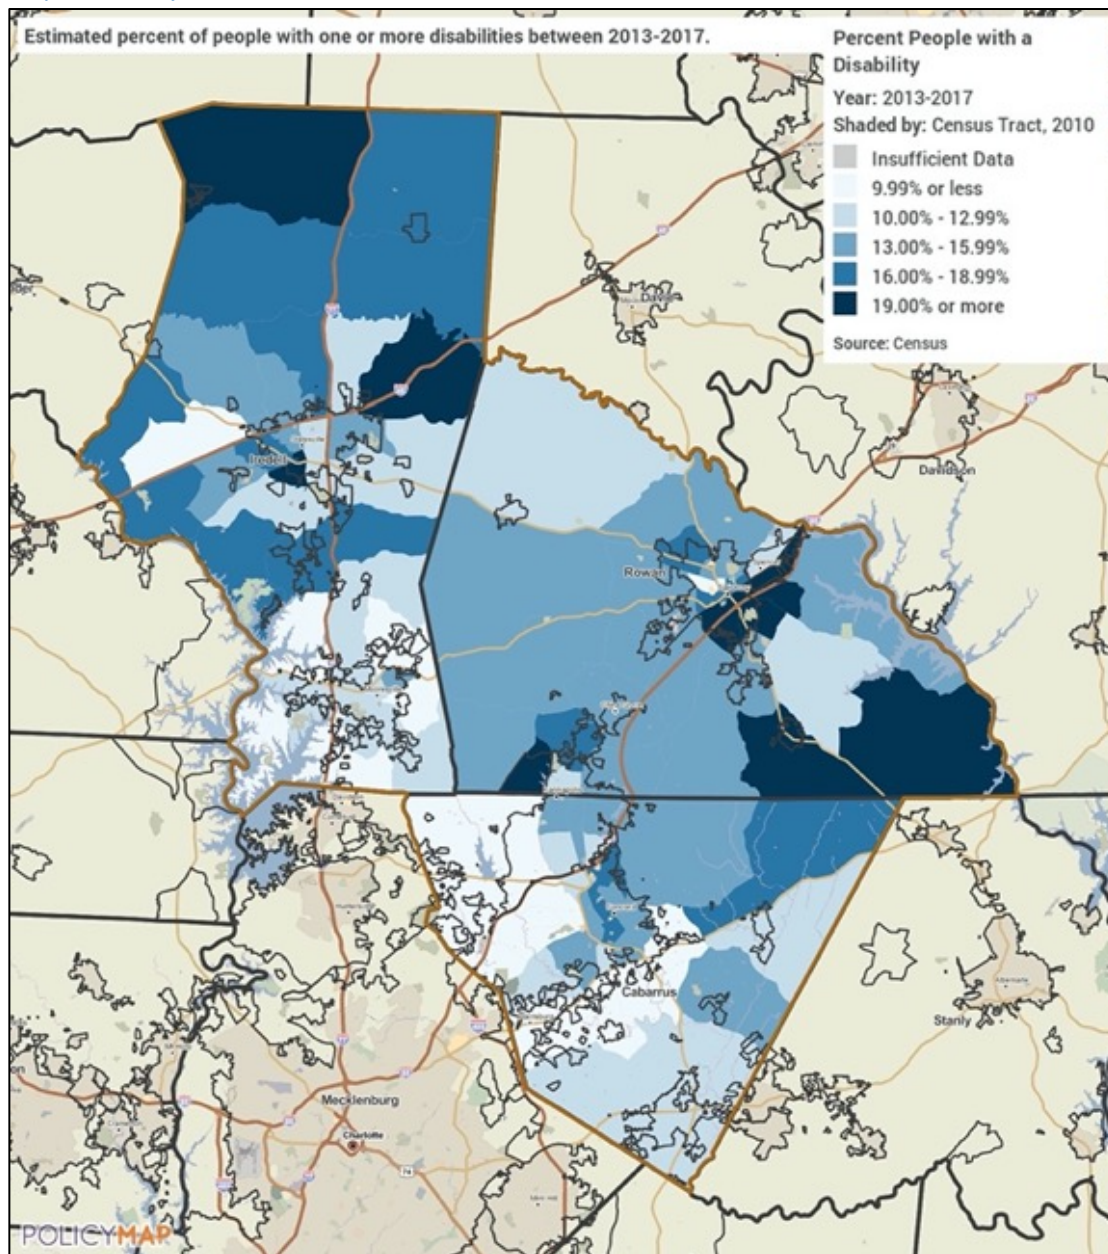 Estimated percent of people with one or more disabilities between 2013-2017.
Percent People with a
Disability
Year: 2013-2017
Shaded by: Census Tract, 2010
Insufficient Data
9.99% or less
10.00% - 12.99%
13.00% - 15.99%
16.00% - 18.99%
19.00% or more
Source: Census
Davie
Iredell
Davidson
Rowan
Cabarrus
Stanly
Mecklenburg
Charlotte
74
POLICYMAP